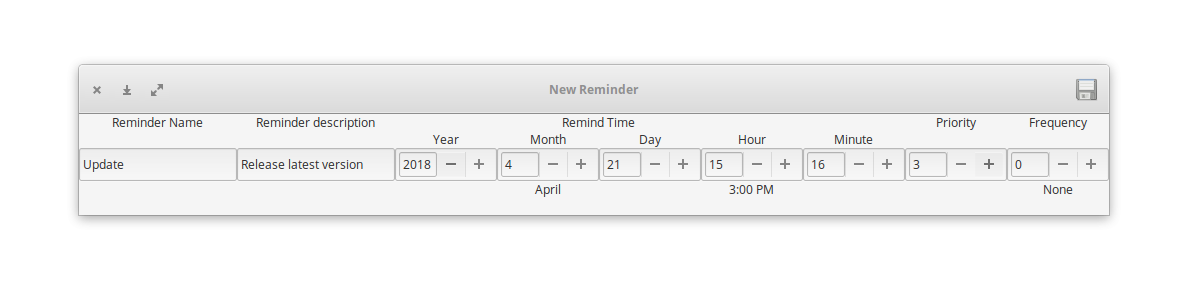 New Reminder
Reminder Name Reminder description Remind Time Priority Frequency
Year Month Day Hour Minute
Update Release latest version 2018 − + 4 − + 21 − + 15 − + 16 − + 3 − + 0 − +
April 3:00 PM None